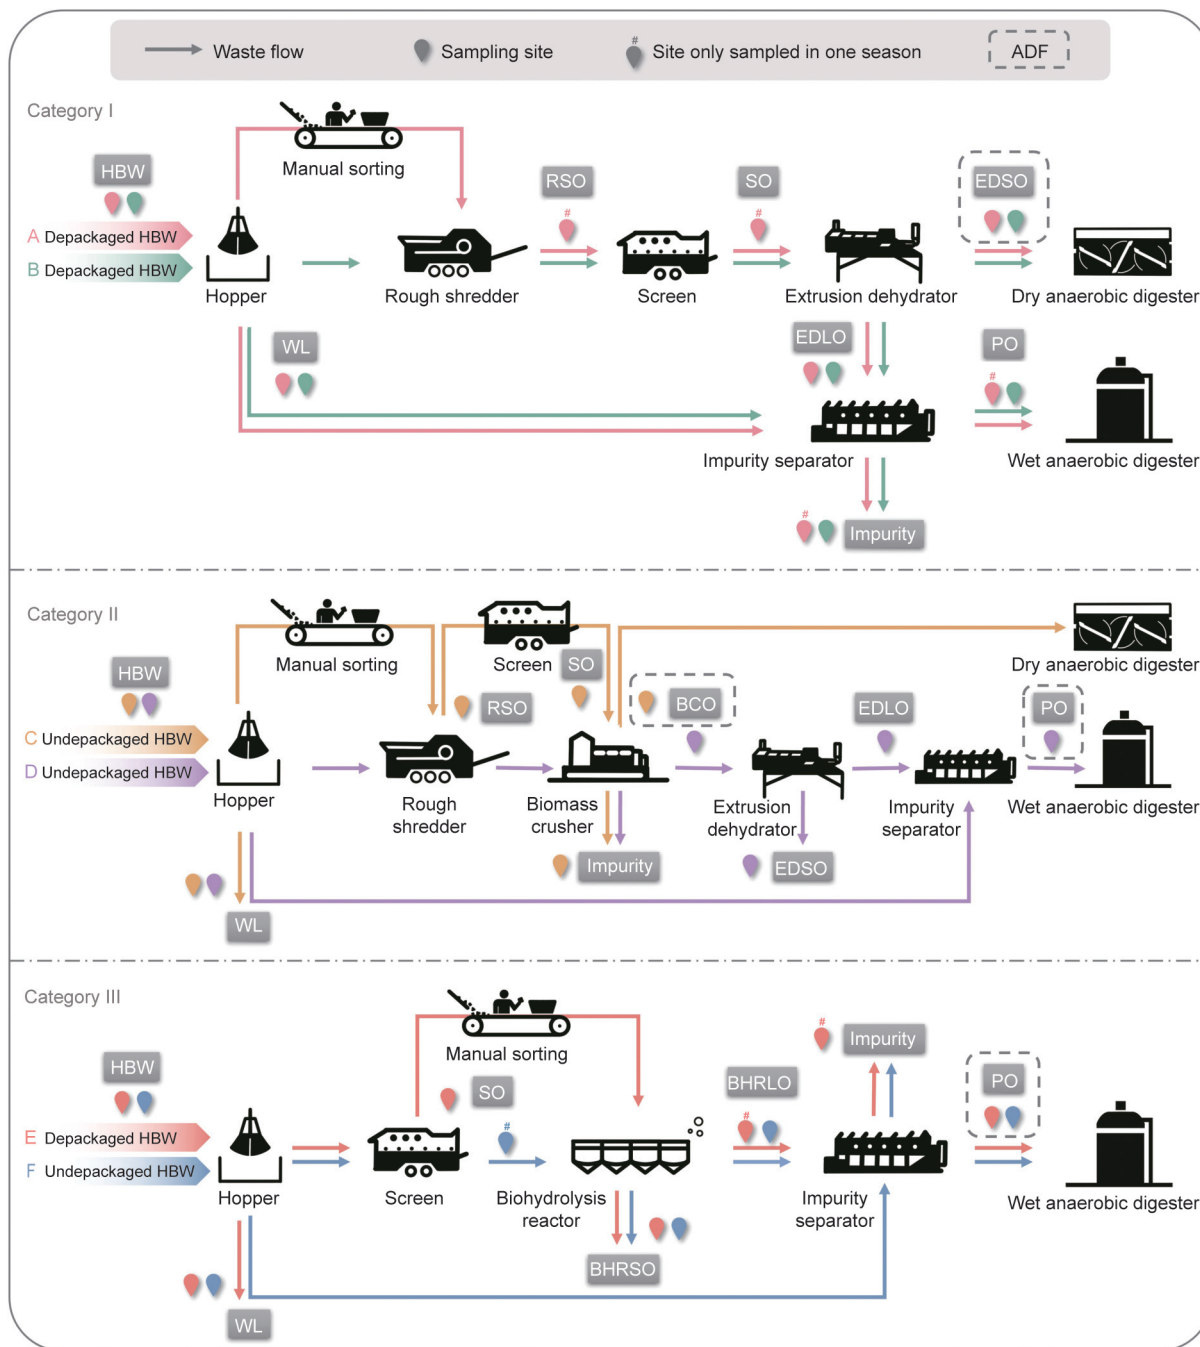 Waste flow
Sampling site
#
Site only sampled in one season
ADF
Category I
Manual sorting
HBW
RSO
SO
EDSO
#
#
A Depackaged HBW
B Depackaged HBW
Hopper
Rough shredder
Screen
Extrusion dehydrator
Dry anaerobic digester
WL
EDLO
PO
#
Impurity separator
Wet anaerobic digester
#
Impurity
Category II
Manual sorting
Screen
Dry anaerobic digester
HBW
SO
RSO
BCO
EDLO
PO
C Undepackaged HBW
D Undepackaged HBW
Hopper
Rough
shredder
Biomass
crusher
Extrusion
dehydrator
Impurity
separator
Wet anaerobic digester
Impurity
EDSO
WL
Category III
Manual sorting
#
Impurity
HBW
SO
BHRLO
PO
#
#
E Depackaged HBW
F Undepackaged HBW
Hopper
Screen
Biohydrolysis
reactor
Impurity
separator
Wet anaerobic digester
BHRSO
WL